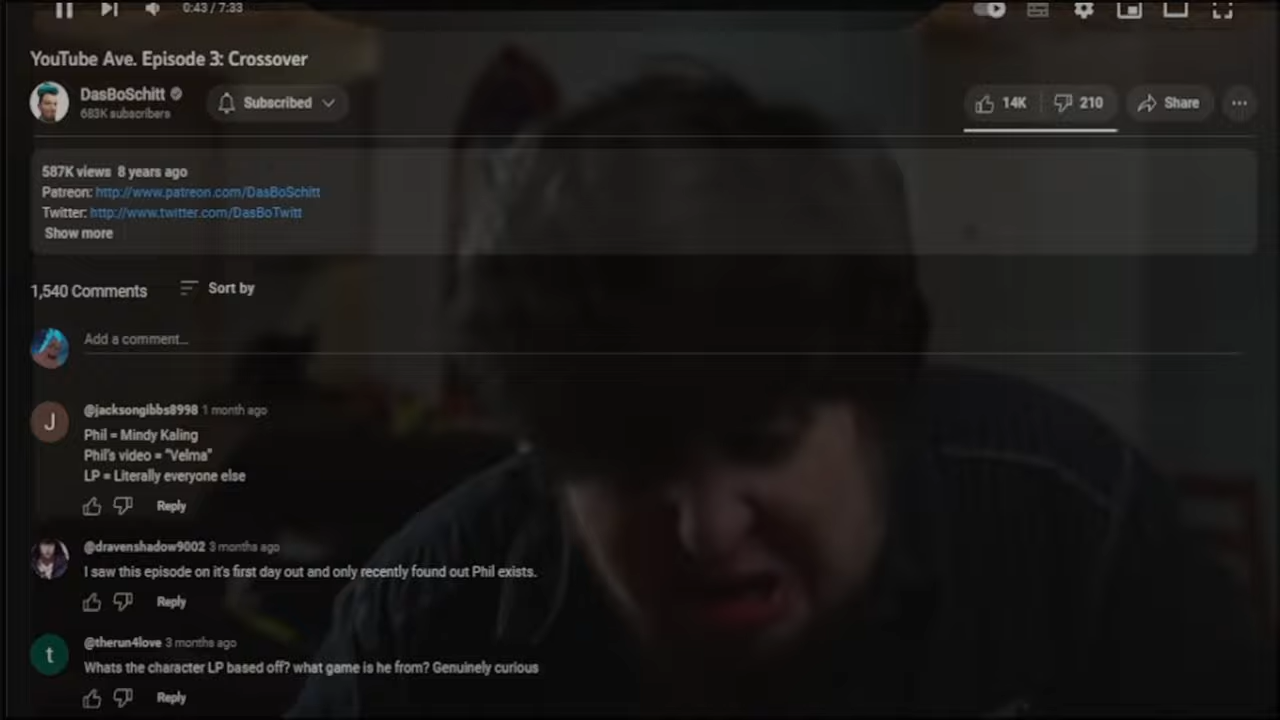 0:43 / 7:33
YouTube Ave. Episode 3: Crossover
DasBoSchitt
683K subscribers
Subscribed
14K
210
Share
587K views 8 years ago
Patreon: http://www.patreon.com/DasBoSchitt
Twitter: http://www.twitter.com/DasBoTwitt
Show more
1,540 Comments
Sort by
Add a comment...
J
@jacksongibbs8998 1 month ago
Phil = Mindy Kaling
Phil's video = "Velma"
LP = Literally everyone else
Reply
@dravenshadow9002 3 months ago
I saw this episode on it's first day out and only recently found out Phil exists.
Reply
t
@therun4love 3 months ago
Whats the character LP based off? what game is he from? Genuinely curious
Reply